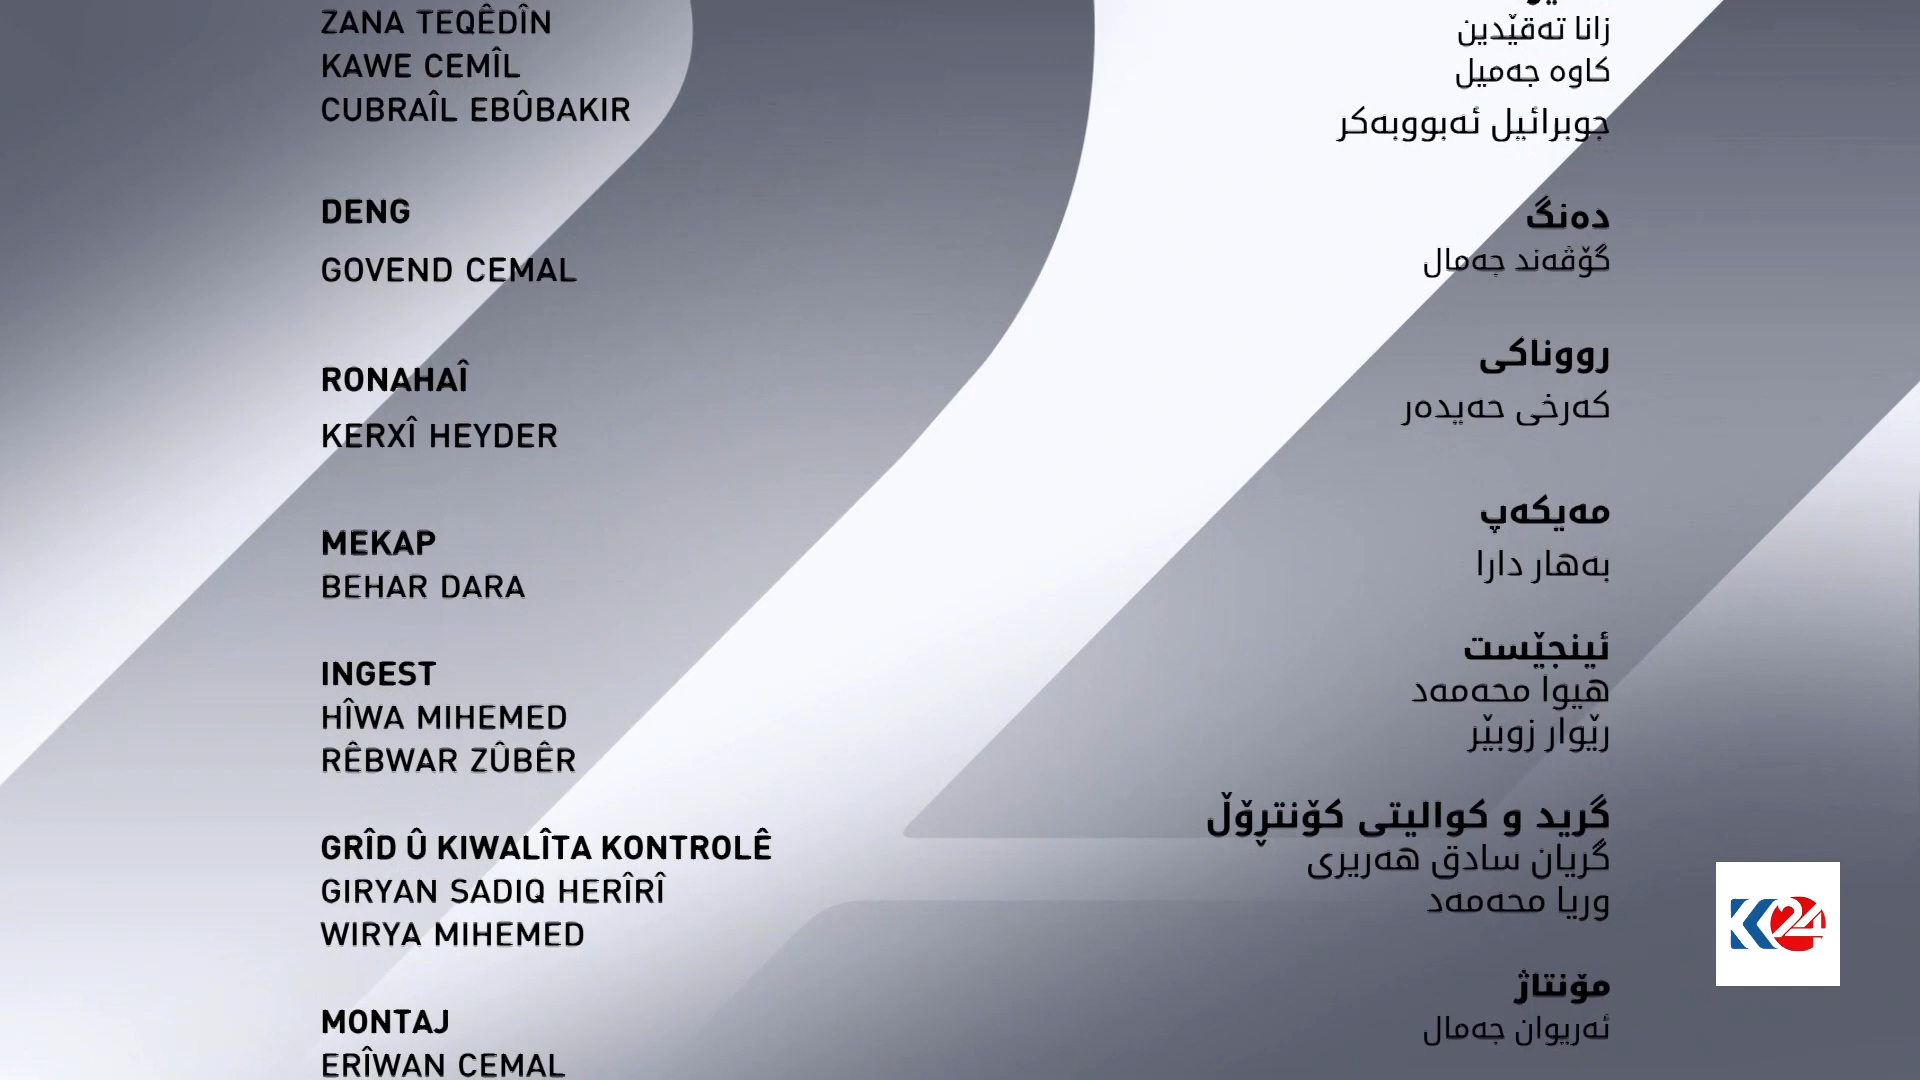 ZANA TEQÊDÎN
KAWE CEMÎL
CUBRAÎL EBÛBAKIR
DENG
GOVEND CEMAL
RONAHAÎ
KERXÎ HEYDER
MEKAP
BEHAR DARA
INGEST
HÎWA MIHEMED
RÊBWAR ZÛBÊR
GRÎD Û KIWALÎTA KONTROLÊ
GIRYAN SADIQ HERÎRÎ
WIRYA MIHEMED
MONTAJ
ERÎWAN CEMAL
زانا تەقێدین
کاوە جەمیل
جوبرائیل ئەبووبەکر
دەنگ
گۆڤەند جەمال
رووناکی
کەرخی حەیدەر
مەیکەپ
بەهار دارا
ئینجێست
هیوا محەمەد
رێوار زوبێر
گرید و کوالیتی کۆنترۆڵ
گریان سادق هەریری
وریا محەمەد
مۆنتاژ
ئەریوان جەمال
K24